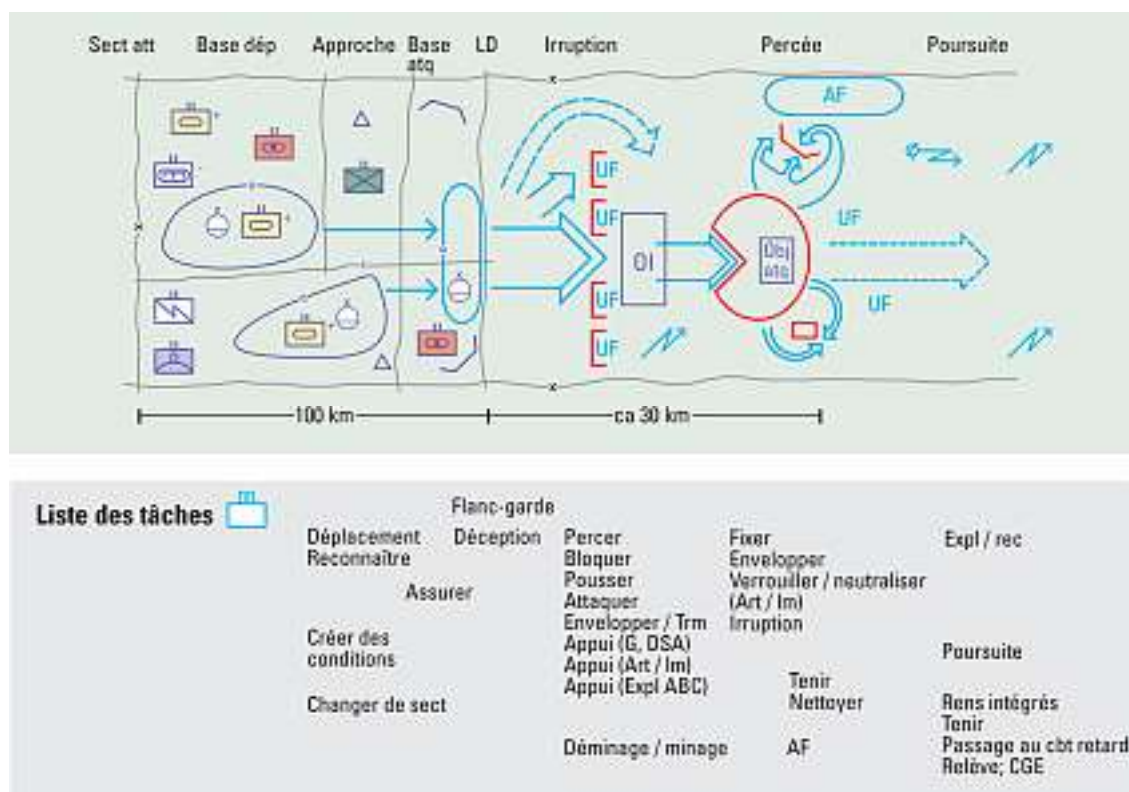 Sect att Base dép Approche Base atq LD Irruption Percée Poursuite
AF
UF
UF
UF
OI
Obj atq
UF
UF
UF
100 km
ca 30 km
Liste des tâches
Flanc-garde
Déplacement
Reconnaître
Déception
Assurer
Créer des
conditions
Changer de sect
Percer
Bloquer
Pousser
Attaquer
Envelopper / Trm
Appui (G, DSA)
Appui (Art / lm)
Appui (Expl ABC)
Déminage / minage
Fixer
Envelopper
Verrouiller / neutraliser
(Art / lm)
Irruption
Tenir
Nettoyer
AF
Expl / rec
Poursuite
Rens intégrés
Tenir
Passage au cbt retard
Relève; CGE